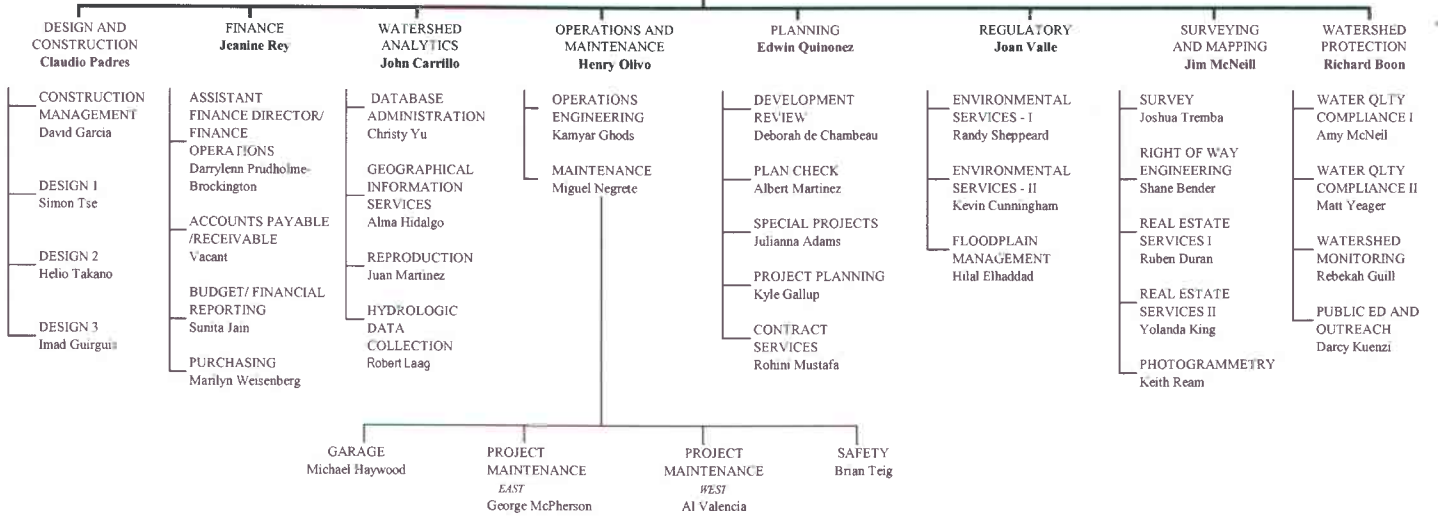 DESIGN AND
CONSTRUCTION
Claudio Padres
CONSTRUCTION
MANAGEMENT
David Garcia
DESIGN 1
Simon Tse
DESIGN 2
Helio Takano
DESIGN 3
Imad Guirguis
FINANCE
Jeanine Rey
ASSISTANT
FINANCE DIRECTOR/
FINANCE
OPERATIONS
Darrylenn Prudholme-
Brockington
ACCOUNTS PAYABLE
/RECEIVABLE
Vacant
BUDGET/ FINANCIAL
REPORTING
Sunita Jain
PURCHASING
Marilyn Weisenberg
WATERSHED
ANALYTICS
John Carrillo
DATABASE
ADMINISTRATION
Christy Yu
GEOGRAPHICAL
INFORMATION
SERVICES
Alma Hidalgo
REPRODUCTION
Juan Martinez
HYDROLOGIC
DATA
COLLECTION
Robert Laag
OPERATIONS AND
MAINTENANCE
Henry Olivo
OPERATIONS
ENGINEERING
Kamyar Ghods
MAINTENANCE
Miguel Negrete
GARAGE
Michael Haywood
PROJECT
MAINTENANCE
EAST
George McPherson
PROJECT
MAINTENANCE
WEST
Al Valencia
SAFETY
Brian Teig
PLANNING
Edwin Quinonez
DEVELOPMENT
REVIEW
Deborah de Chambeau
PLAN CHECK
Albert Martinez
SPECIAL PROJECTS
Julianna Adams
PROJECT PLANNING
Kyle Gallup
CONTRACT
SERVICES
Rohini Mustafa
REGULATORY
Joan Valle
ENVIRONMENTAL
SERVICES - I
Randy Sheppeard
ENVIRONMENTAL
SERVICES - II
Kevin Cunningham
FLOODPLAIN
MANAGEMENT
Hilal Elhaddad
SURVEYING
AND MAPPING
Jim McNeill
SURVEY
Joshua Tremba
RIGHT OF WAY
ENGINEERING
Shane Bender
REAL ESTATE
SERVICES I
Ruben Duran
REAL ESTATE
SERVICES II
Yolanda King
PHOTOGRAMMETRY
Keith Ream
WATERSHED
PROTECTION
Richard Boon
WATER QLTY
COMPLIANCE I
Amy McNeil
WATER QLTY
COMPLIANCE II
Matt Yeager
WATERSHED
MONITORING
Rebekah Guill
PUBLIC ED AND
OUTREACH
Darcy Kuenzi